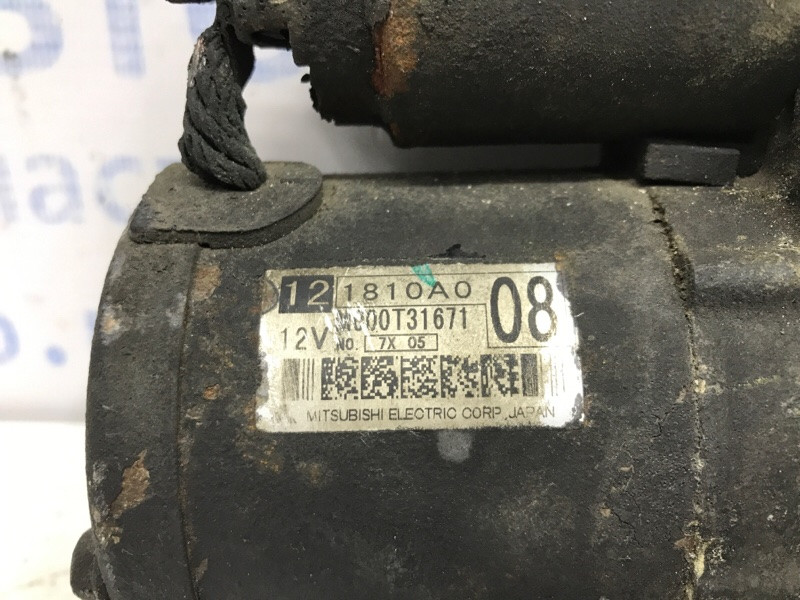 12 1810A0 08
M000T31671
12V No. 7X 05
MITSUBISHI ELECTRIC CORP. JAPAN